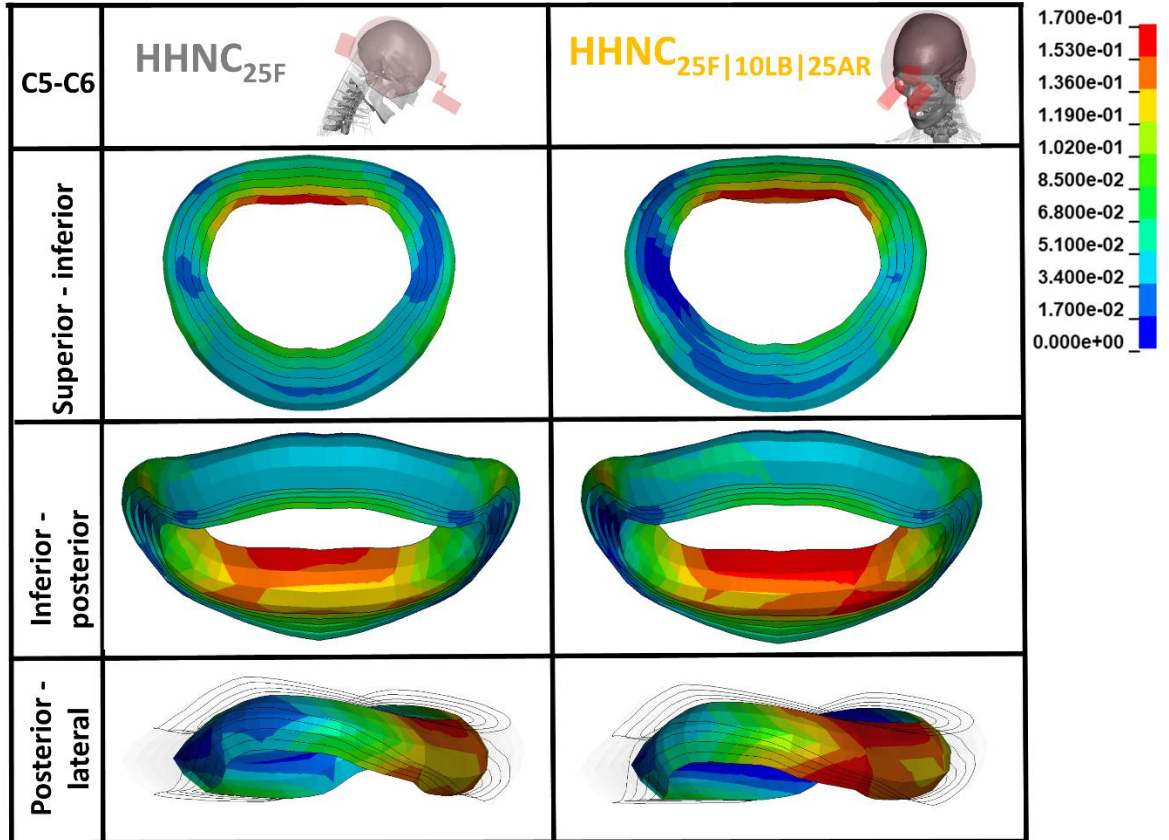 C5-C6
HHNC25F
HHNC25F|10LB|25AR
1.700e-01
1.530e-01
1.360e-01
1.190e-01
1.020e-01
8.500e-02
6.800e-02
5.100e-02
3.400e-02
1.700e-02
0.000e+00
Superior - inferior
Inferior -
posterior
Posterior -
lateral